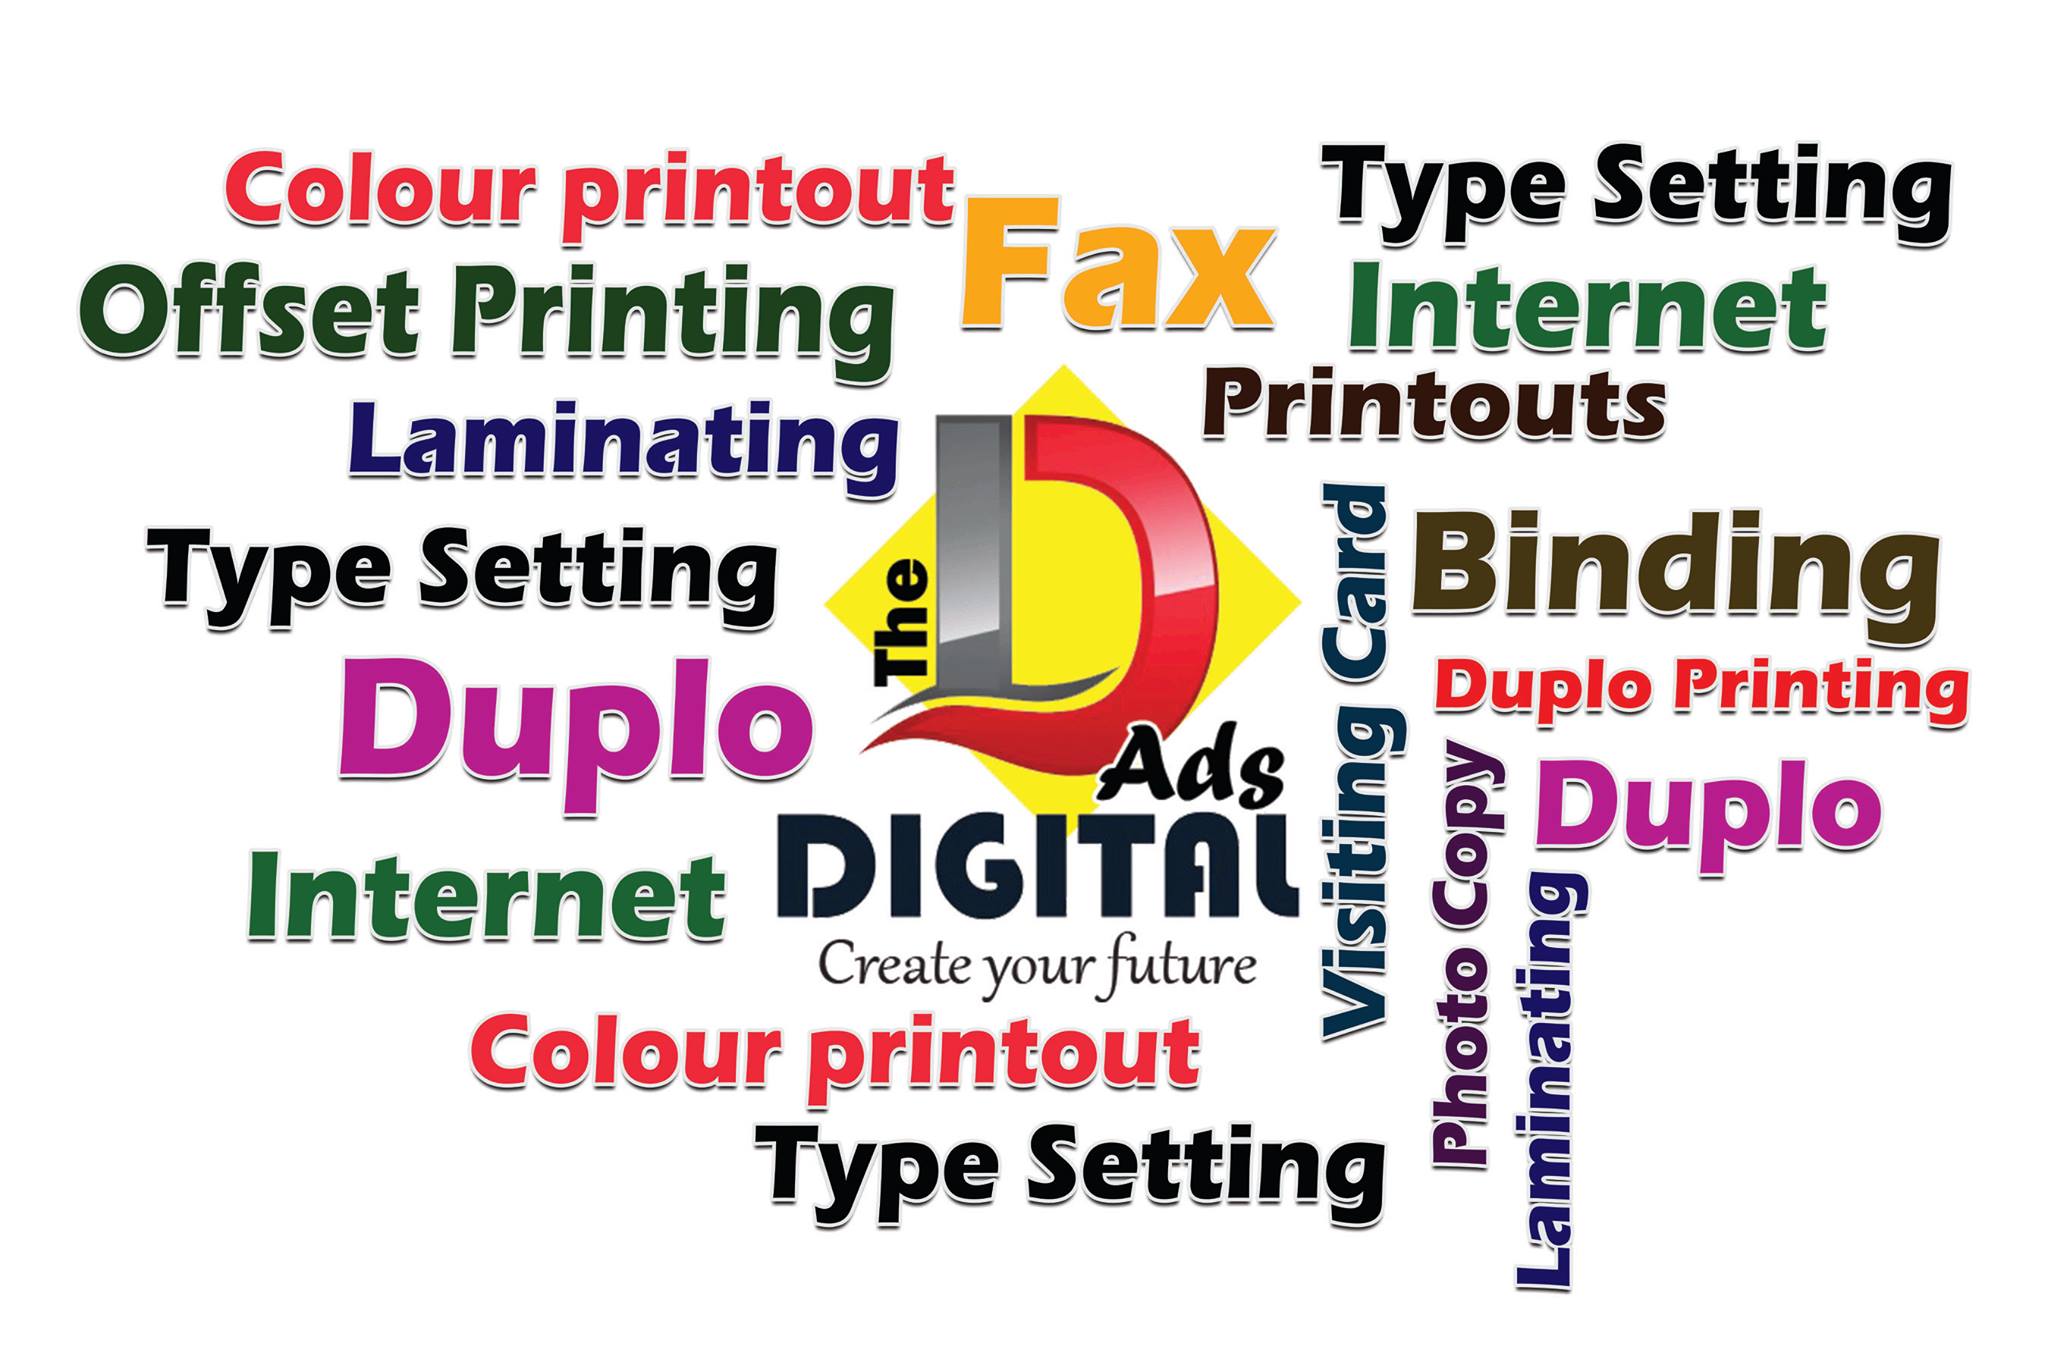 Colour printout
Fax
Type Setting
Offset Printing
Internet
Printouts
Laminating
Type Setting
Visiting Card
Binding
The
Duplo
Duplo Printing
Ads
Photo Copy
Duplo
DIGITAL
Internet
Laminating
Create your future
Colour printout
Type Setting